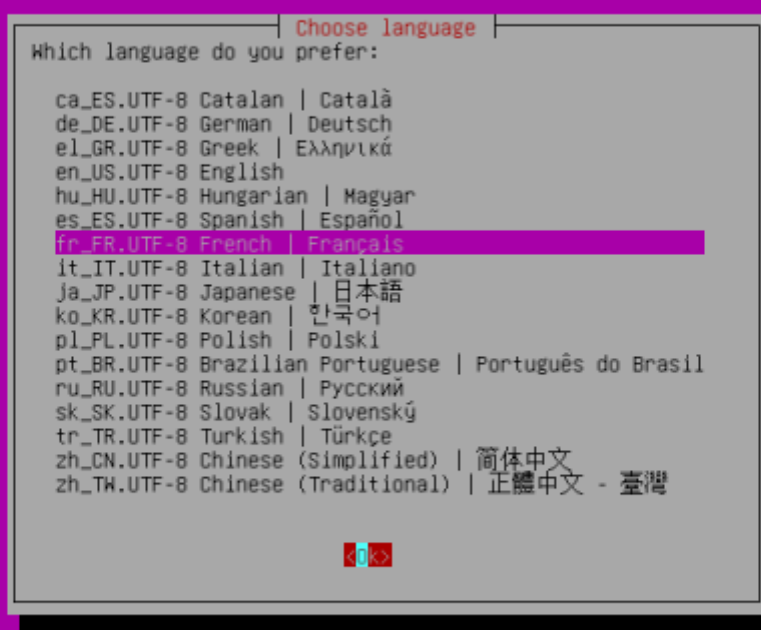 Choose language
Which language do you prefer:
ca_ES.UTF-8 Catalan | Català
de_DE.UTF-8 German | Deutsch
el_GR.UTF-8 Greek | Ελληνικά
en_US.UTF-8 English
hu_HU.UTF-8 Hungarian | Magyar
es_ES.UTF-8 Spanish | Español
fr_FR.UTF-8 French | Français
it_IT.UTF-8 Italian | Italiano
ja_JP.UTF-8 Japanese | 日本語
ko_KR.UTF-8 Korean | 한국어
pl_PL.UTF-8 Polish | Polski
pt_BR.UTF-8 Brazilian Portuguese | Português do Brasil
ru_RU.UTF-8 Russian | Русский
sk_SK.UTF-8 Slovak | Slovenský
tr_TR.UTF-8 Turkish | Türkçe
zh_CN.UTF-8 Chinese (Simplified) | 简体中文
zh_TW.UTF-8 Chinese (Traditional) | 正體中文 - 臺灣
<Ok>